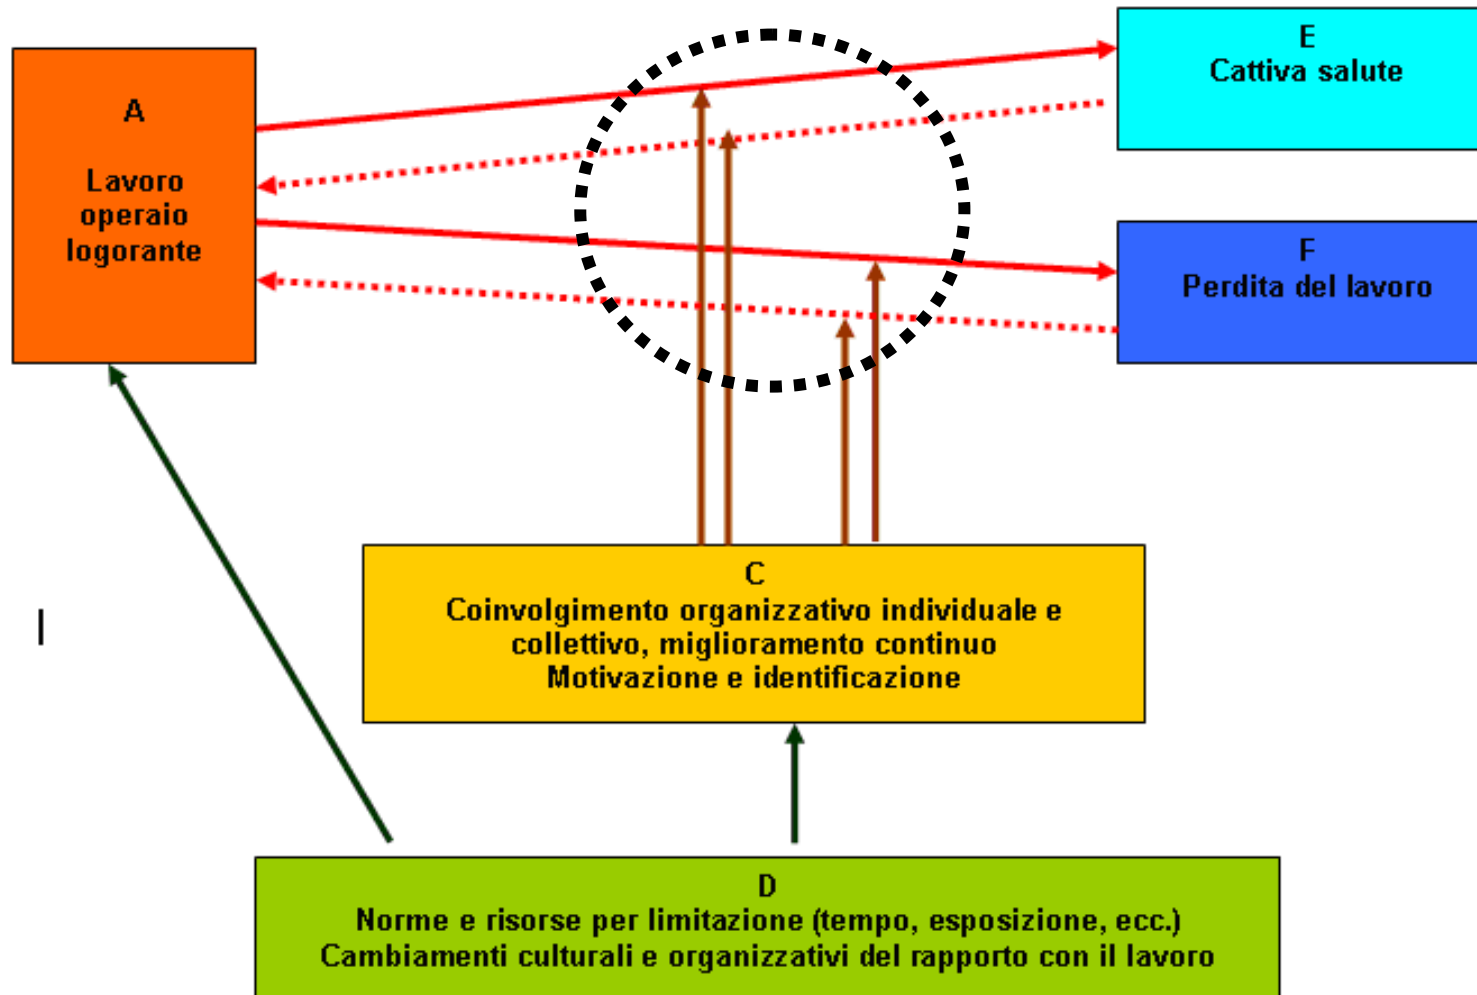 A
Lavoro
operaio
logorante
E
Cattiva salute
F
Perdita del lavoro
C
Coinvolgimento organizzativo individuale e
collettivo, miglioramento continuo
Motivazione e identificazione
D
Norme e risorse per limitazione (tempo, esposizione, ecc.)
Cambiamenti culturali e organizzativi del rapporto con il lavoro